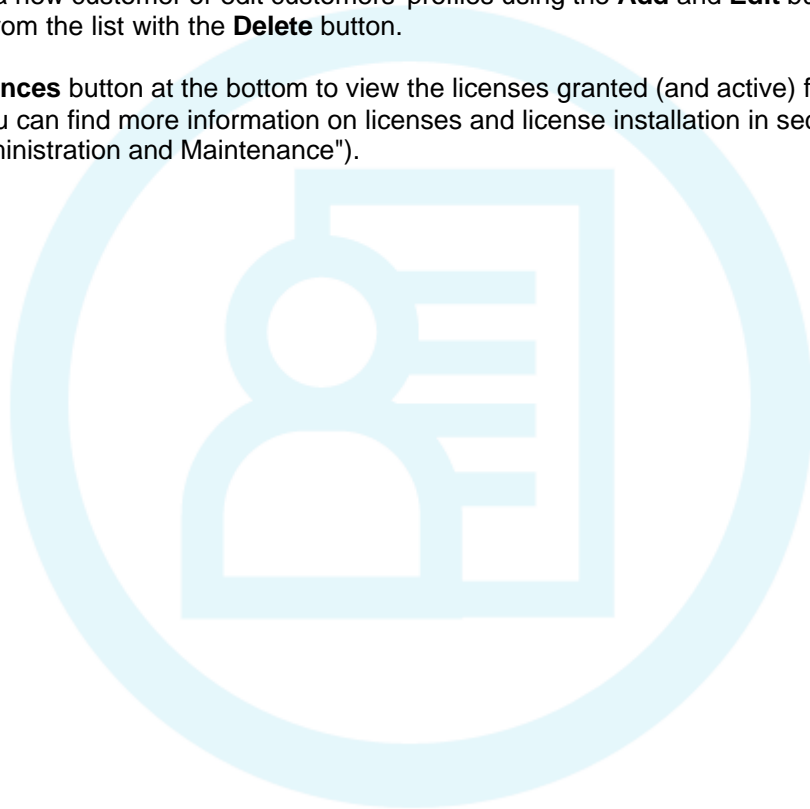 a new customer or edit customers' profiles using the Add and Edit bu
from the list with the Delete button.
nces button at the bottom to view the licenses granted (and active) f
u can find more information on licenses and license installation in sec
ministration and Maintenance").